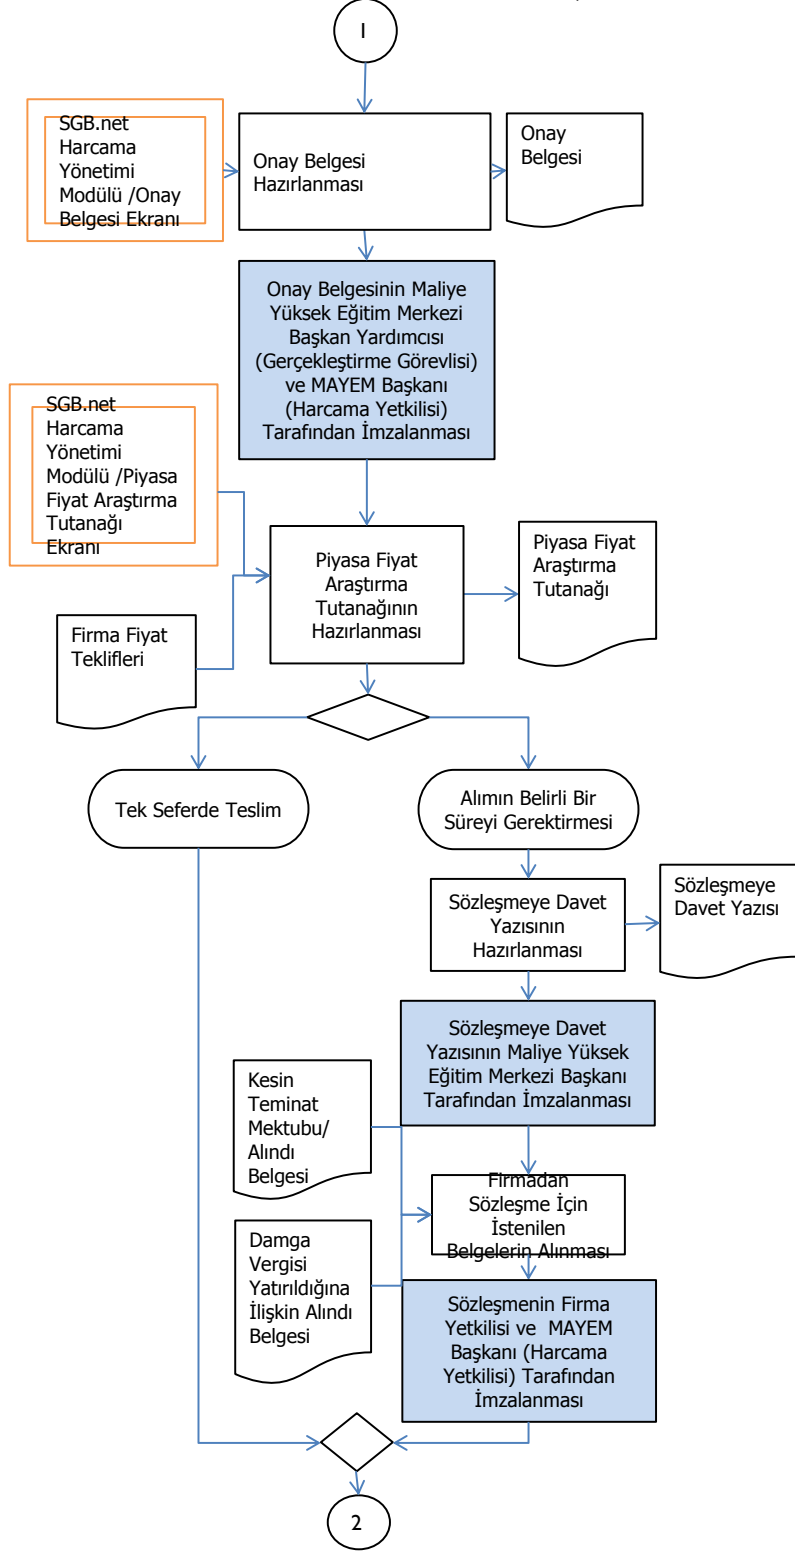 1
SGB.net
Harcama
Yönetimi
Modülü /Onay
Belgesi Ekranı
Onay Belgesi
Hazırlanması
Onay
Belgesi
Onay Belgesinin Maliye
Yüksek Eğitim Merkezi
Başkan Yardımcısı
(Gerçekleştirme Görevlisi)
ve MAYEM Başkanı
(Harcama Yetkilisi)
Tarafından İmzalanması
SGB.net
Harcama
Yönetimi
Modülü /Piyasa
Fiyat Araştırma
Tutanağı
Ekranı
Piyasa Fiyat
Araştırma
Tutanağının
Hazırlanması
Piyasa Fiyat
Araştırma
Tutanağı
Firma Fiyat
Teklifleri
Tek Seferde Teslim
Alımın Belirli Bir
Süreyi Gerektirmesi
Sözleşmeye Davet
Yazısının
Hazırlanması
Sözleşmeye
Davet Yazısı
Sözleşmeye Davet
Yazısının Maliye Yüksek
Eğitim Merkezi Başkanı
Tarafından İmzalanması
Kesin
Teminat
Mektubu/
Alındı
Belgesi
Firmadan
Sözleşme İçin
İstenilen
Belgelerin Alınması
Damga
Vergisi
Yatırıldığına
İlişkin Alındı
Belgesi
Sözleşmenin Firma
Yetkilisi ve  MAYEM
Başkanı (Harcama
Yetkilisi) Tarafından
İmzalanması
2